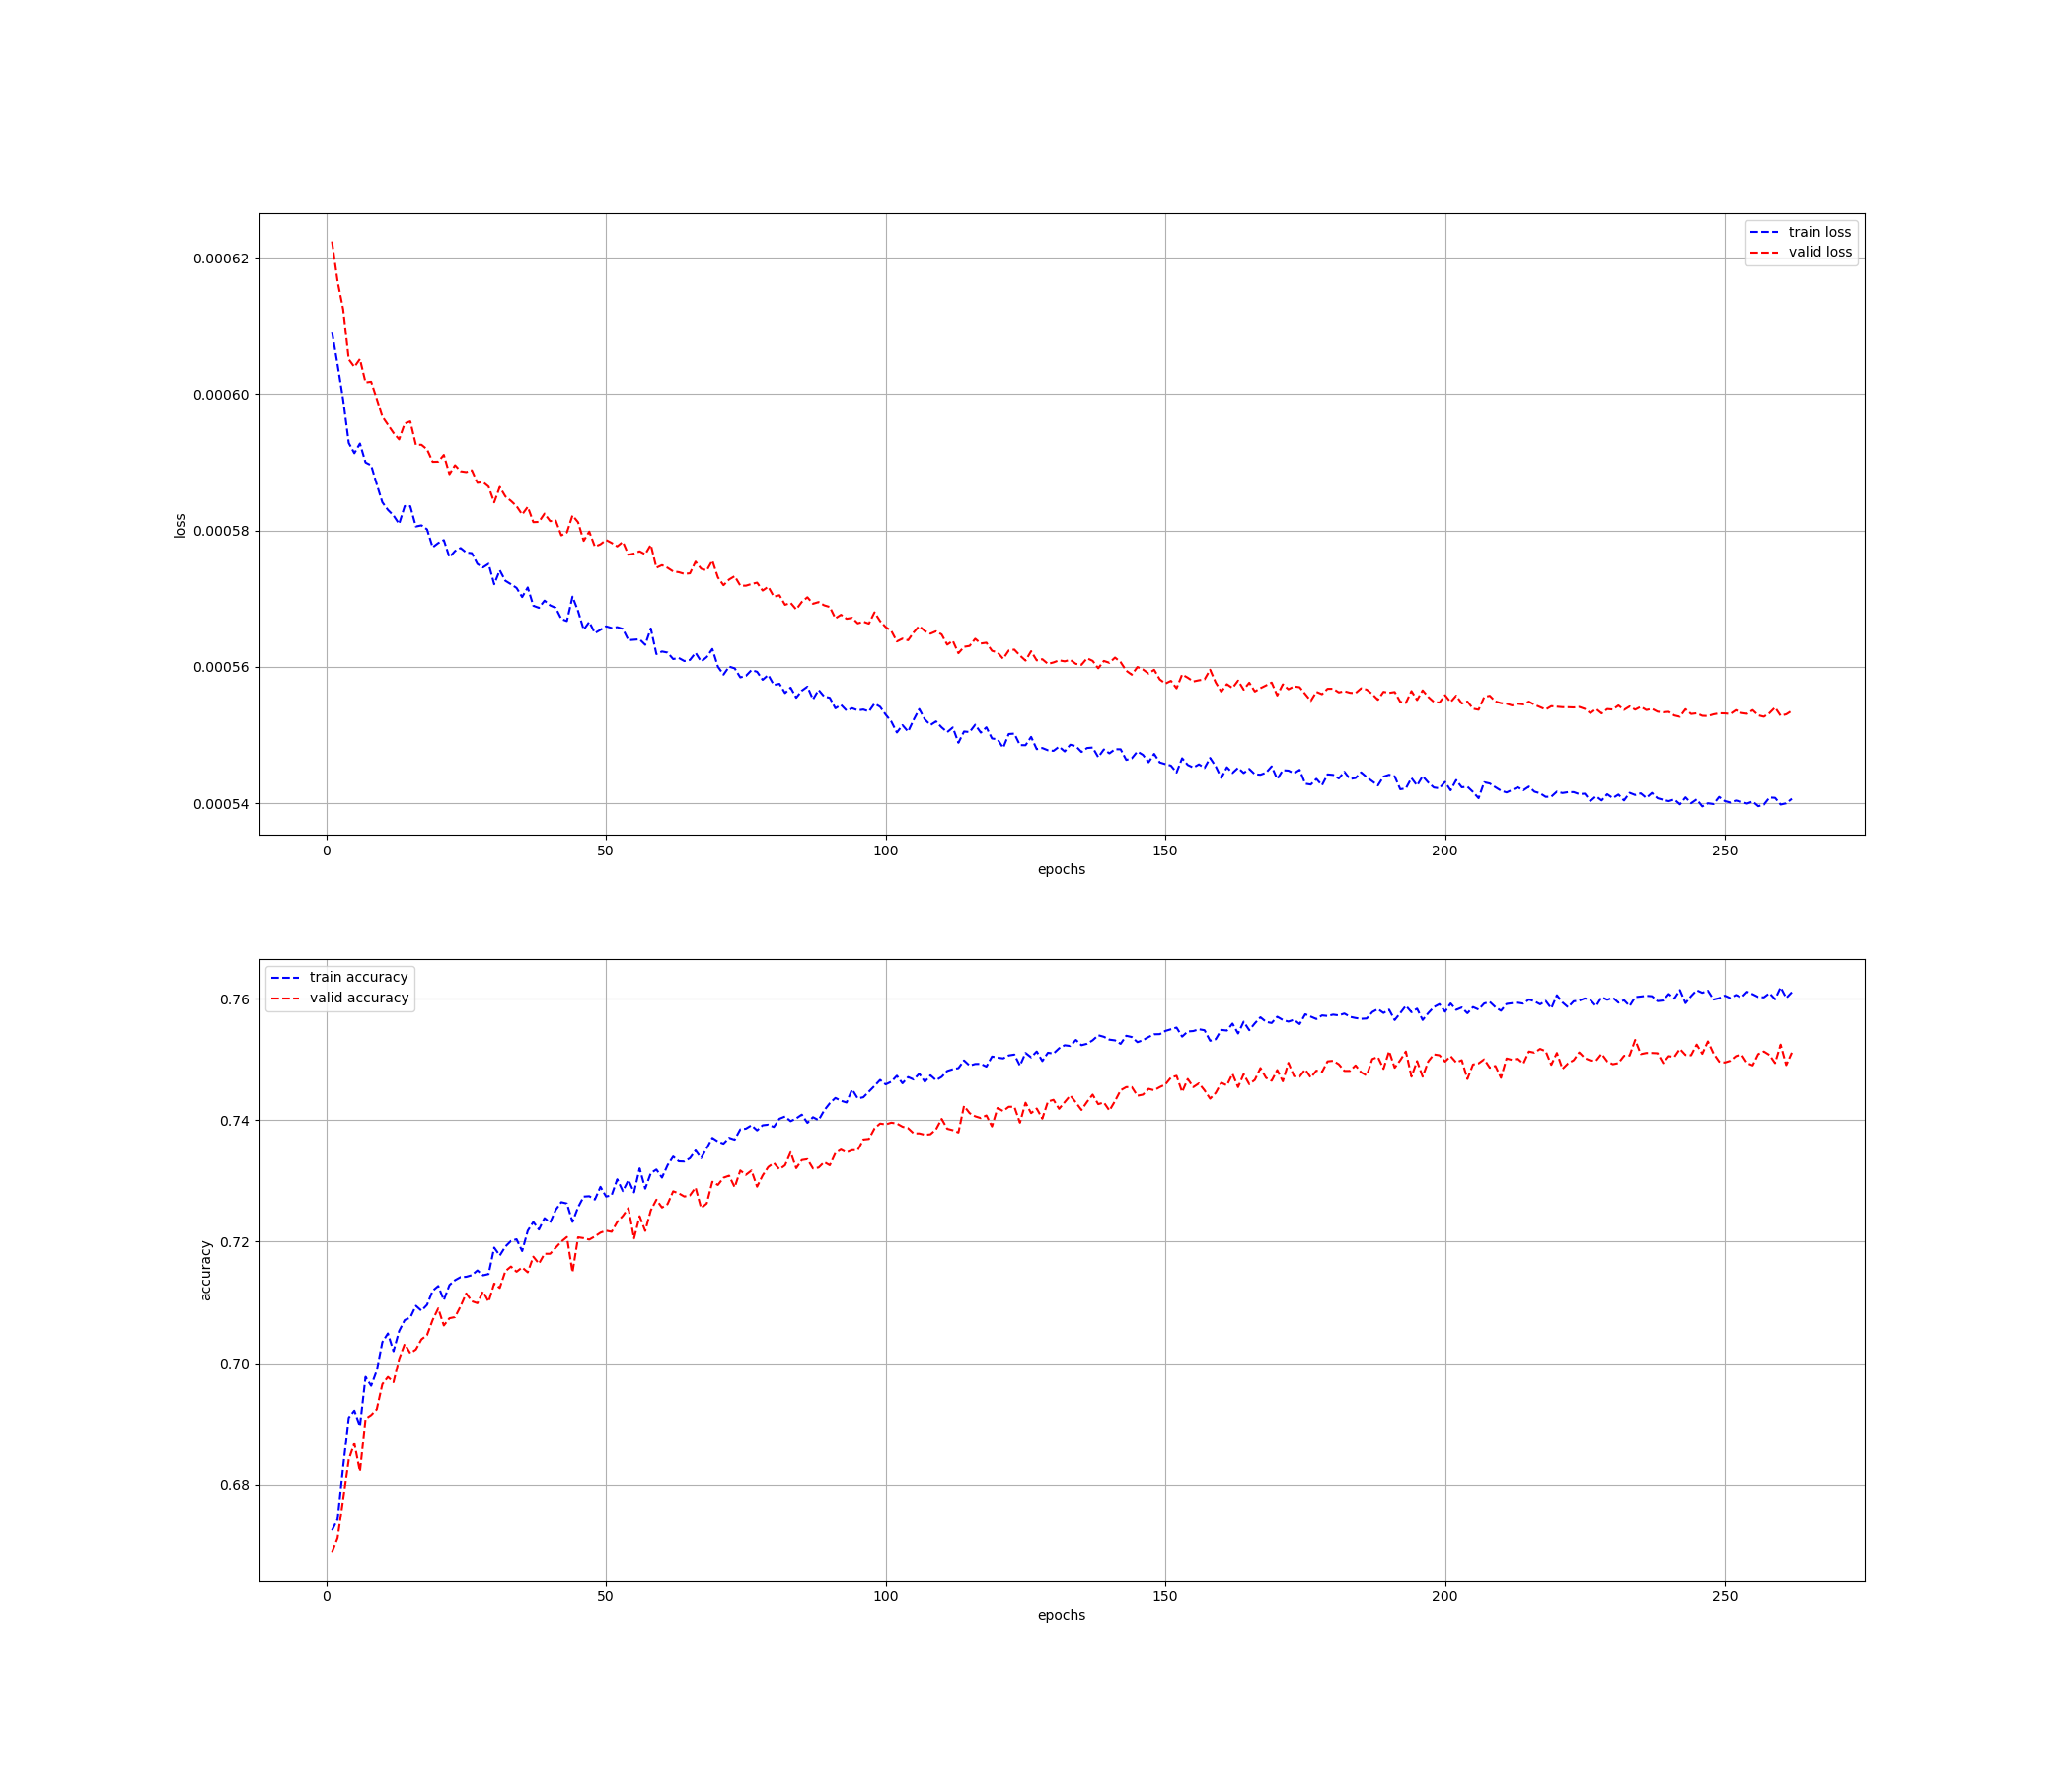 train loss
valid loss
0.00062
0.00060
0.00058
0.00056
0.00054
loss
0 50 100 150 200 250
epochs
train accuracy
valid accuracy
0.76
0.74
0.72
0.70
0.68
accuracy
0 50 100 150 200 250
epochs